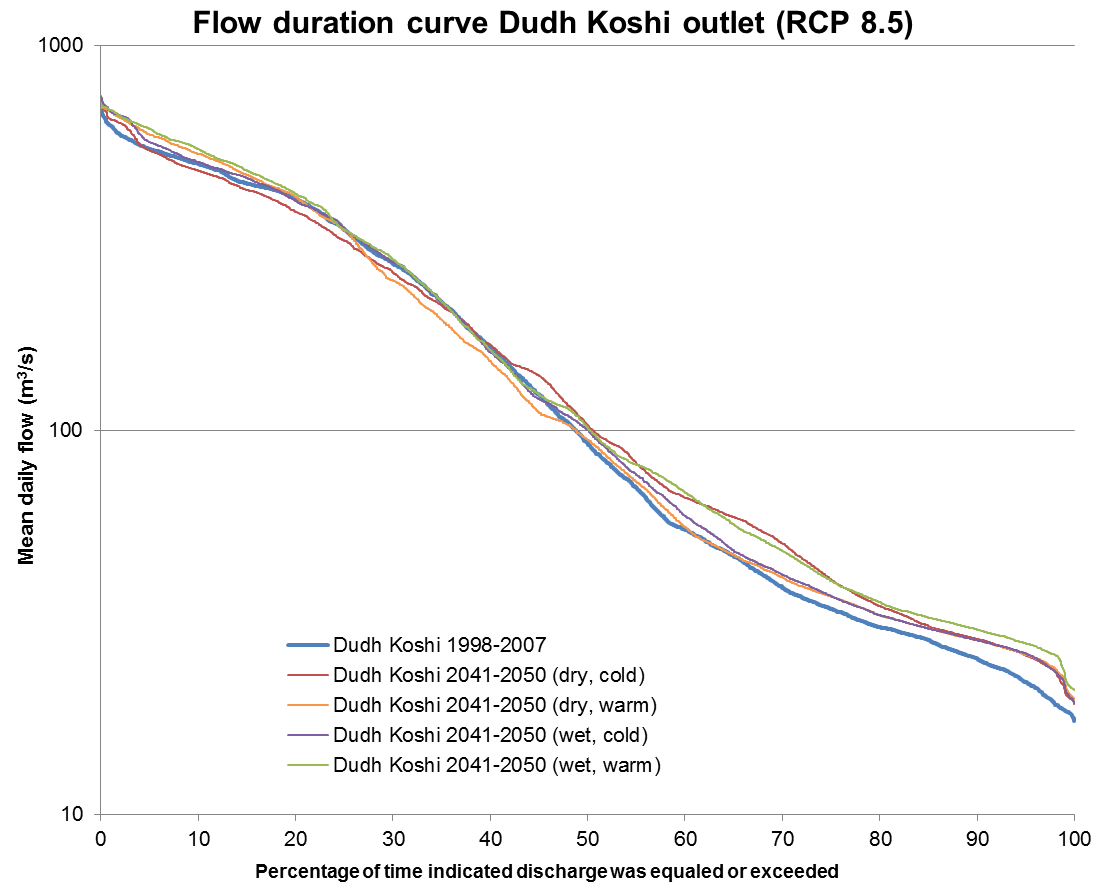 Flow duration curve Dudh Koshi outlet (RCP 8.5)
1000
100
10
Mean daily flow (m³/s)
Dudh Koshi 1998-2007
Dudh Koshi 2041-2050 (dry, cold)
Dudh Koshi 2041-2050 (dry, warm)
Dudh Koshi 2041-2050 (wet, cold)
Dudh Koshi 2041-2050 (wet, warm)
0 10 20 30 40 50 60 70 80 90 100
Percentage of time indicated discharge was equaled or exceeded